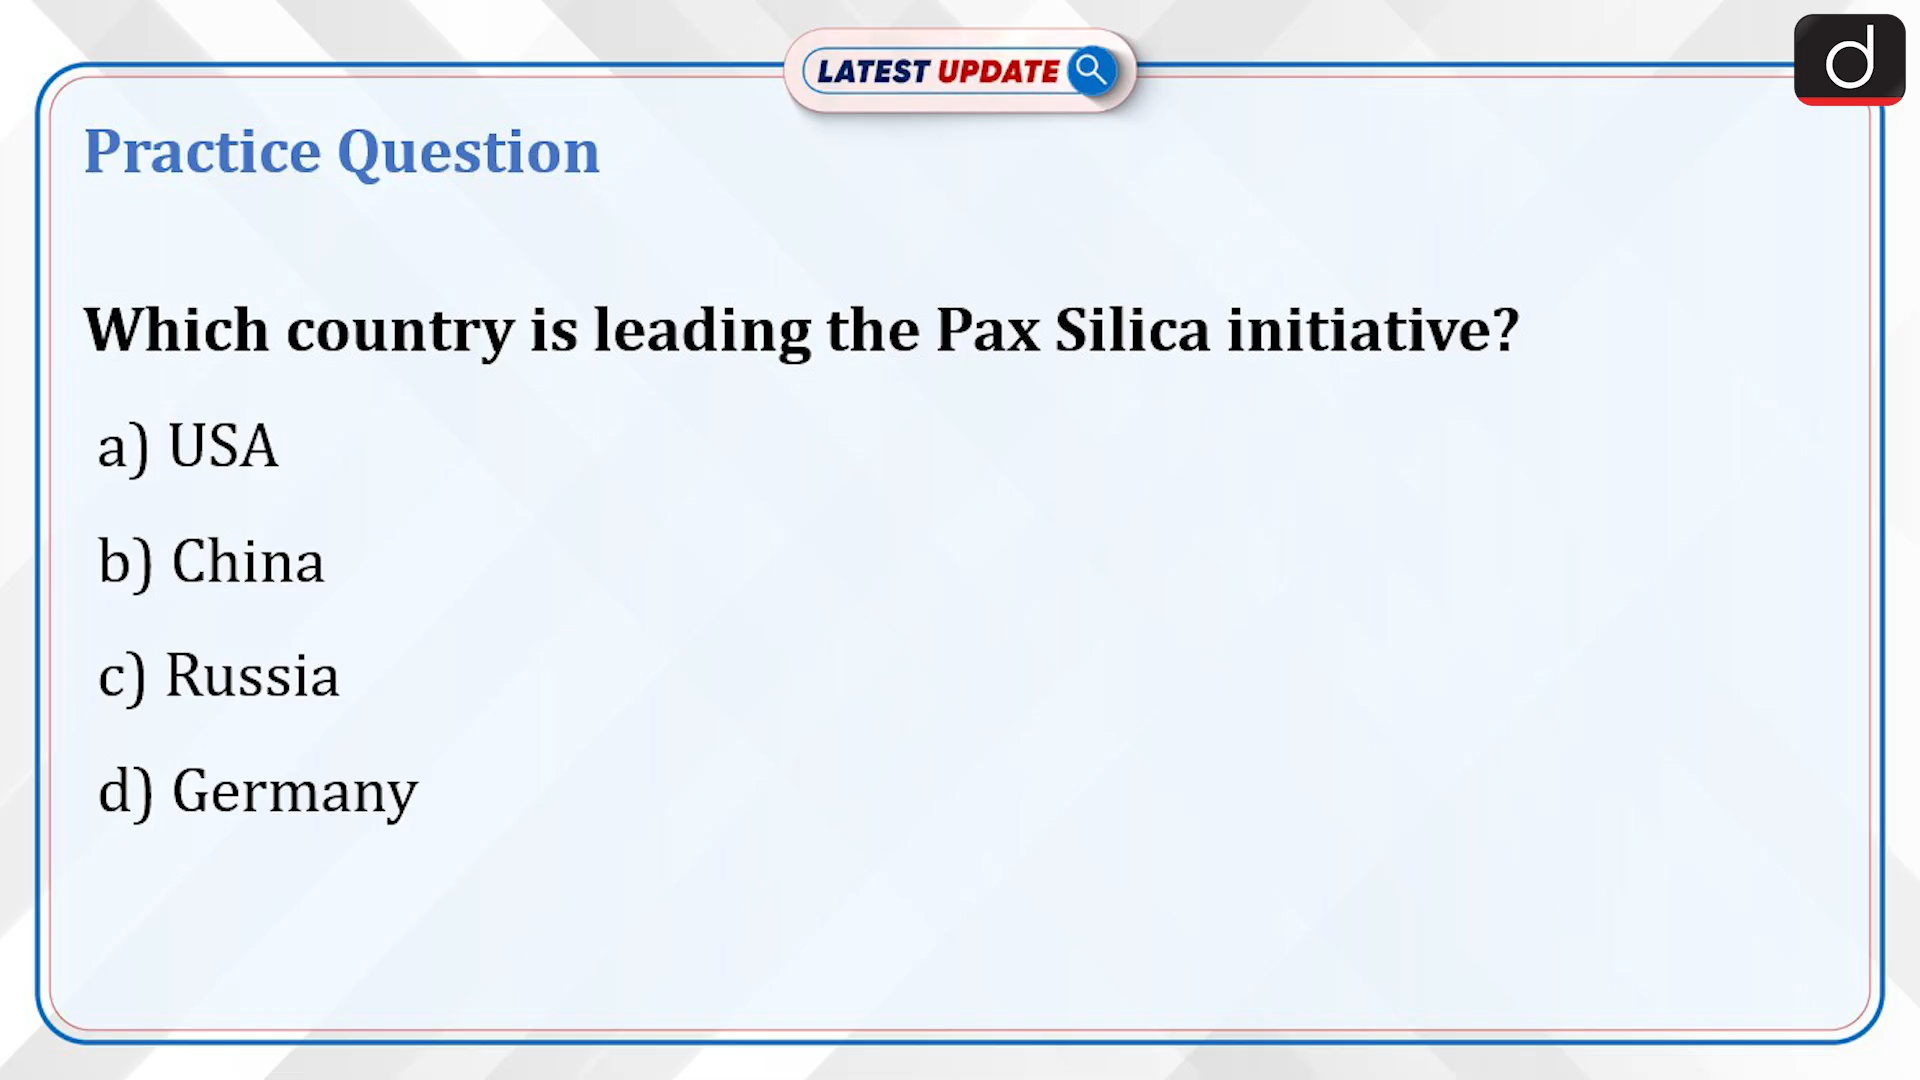 LATEST UPDATE
d
Practice Question
Which country is leading the Pax Silica initiative?
a) USA
b) China
c) Russia
d) Germany